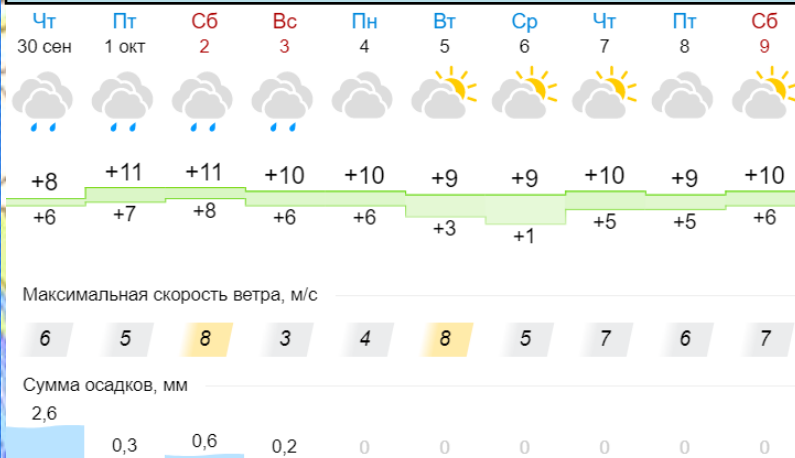 Чт Пт Сб Вс Пн Вт Ср Чт Пт Сб
30 сен 1 окт 2 3 4 5 6 7 8 9
+8 +11 +11 +10 +10 +9 +9 +10 +9 +10
+6 +7 +8 +6 +6 +3 +1 +5 +5 +6
Максимальная скорость ветра, м/с
6 5 8 3 4 8 5 7 6 7
Сумма осадков, мм
2,6 0,3 0,6 0,2 0 0 0 0 0 0